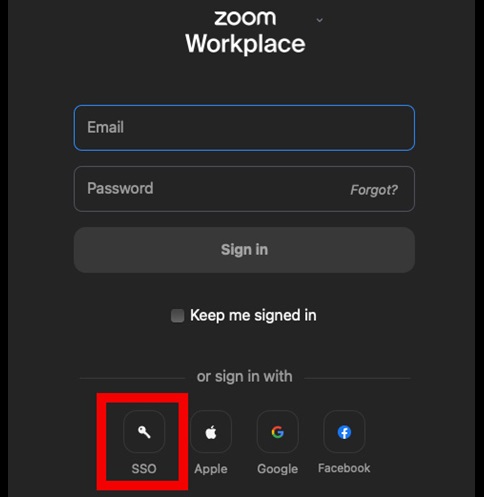 zoom
Workplace
Email
Password Forgot?
Sign in
Keep me signed in
or sign in with
SSO Apple Google Facebook